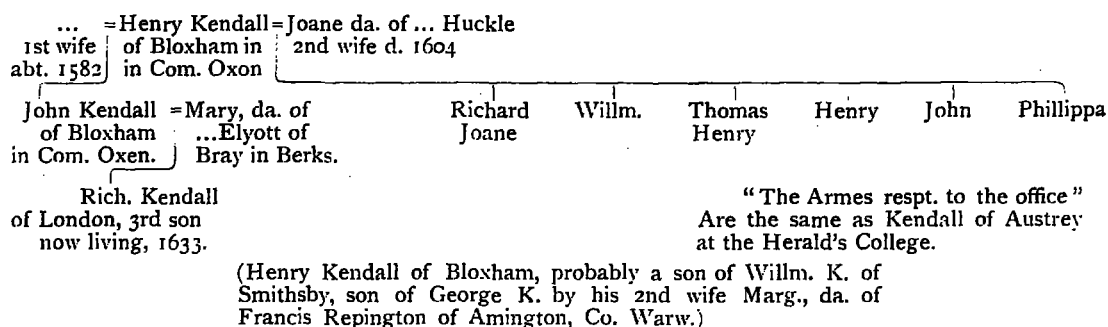 ... =Henry Kendall=Joane da. of ... Huckle
1st wife of Bloxham in 2nd wife d. 1604
abt. 1582 in Com. Oxon
John Kendall =Mary, da. of Richard Willm. Thomas Henry John Phillippa
of Bloxham ...Elyott of Joane Henry
in Com. Oxen. Bray in Berks.
Rich. Kendall "The Armes respt. to the office"
of London, 3rd son Are the same as Kendall of Austrey
now living, 1633. at the Herald's College.
(Henry Kendall of Bloxham, probably a son of Willm. K. of
Smithsby, son of George K. by his 2nd wife Marg., da. of
Francis Repington of Amington, Co. Warw.)